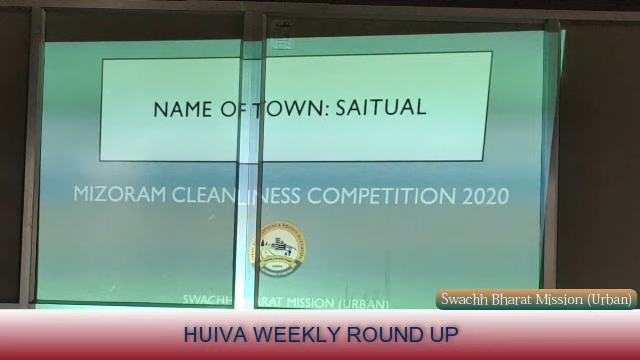 NAME OF TOWN: SAITUAL
MIZORAM CLEANLINESS COMPETITION 2020
SWACHH BHARAT MISSION (URBAN)
Swachh Bharat Mission (Urban)
HUIVA WEEKLY ROUND UP